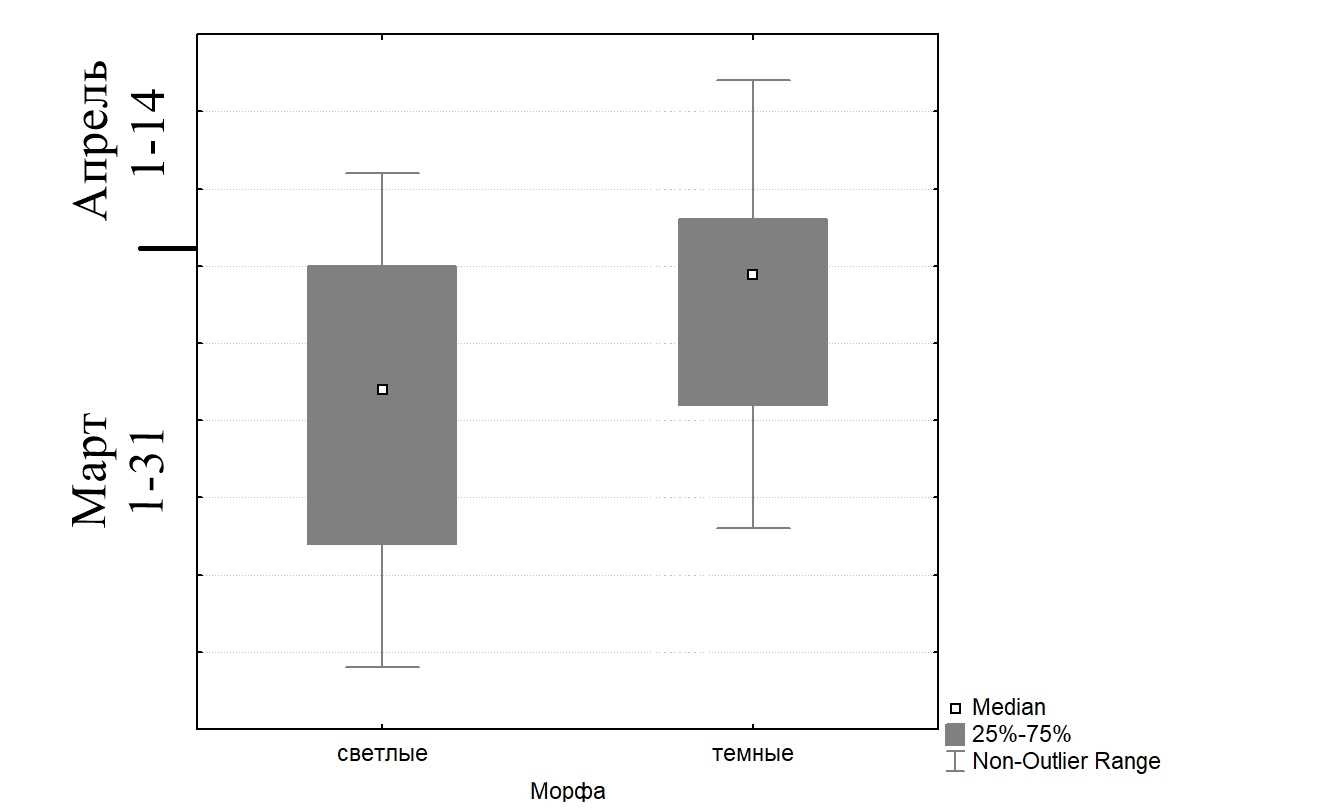 Апрель
1-14
Март
1-31
светлые
темные
Морфа
Median
25%-75%
Non-Outlier Range